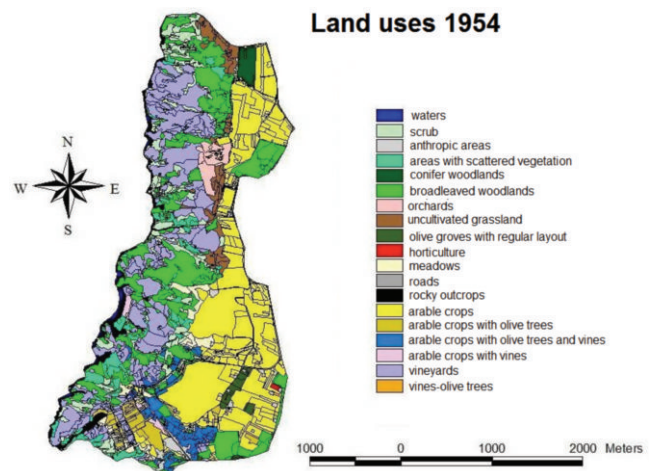 Land uses 1954
N
W E
S
waters
scrub
anthropic areas
areas with scattered vegetation
conifer woodlands
broadleaved woodlands
orchards
uncultivated grassland
olive groves with regular layout
horticulture
meadows
roads
rocky outcrops
arable crops
arable crops with olive trees
arable crops with olive trees and vines
arable crops with vines
vineyards
vines-olive trees
1000 0 1000 2000 Meters